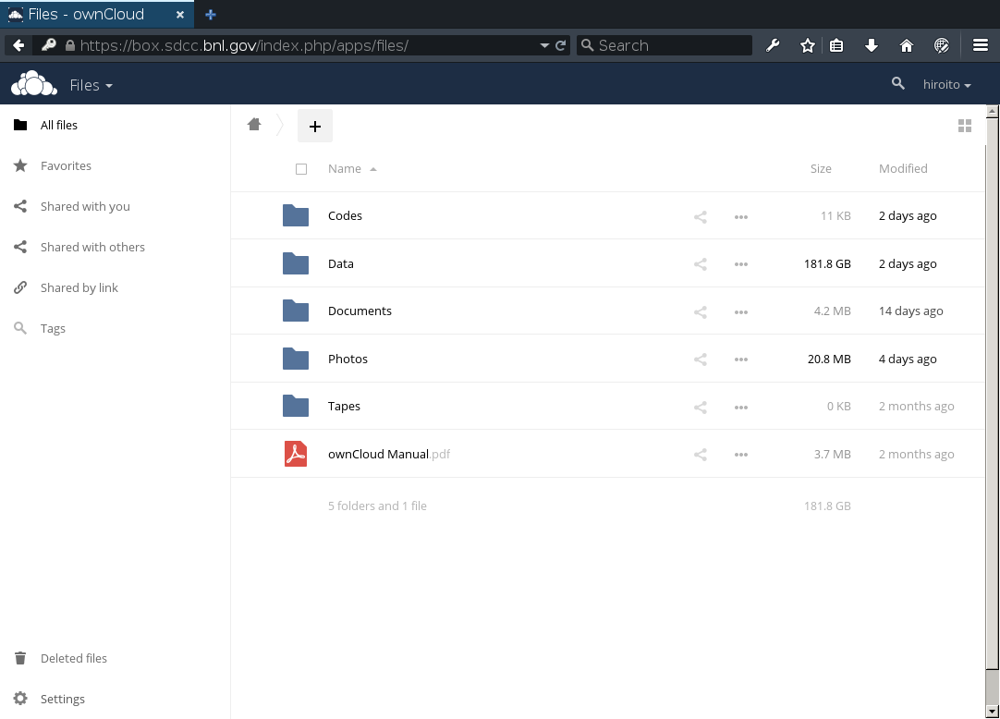 Files - ownCloud
https://box.sdcc.bnl.gov/index.php/apps/files/ Search
Files hiroito
All files
Favorites
Shared with you
Shared with others
Shared by link
Tags
Deleted files
Settings
Name Size Modified
Codes 11 KB 2 days ago
Data 181.8 GB 2 days ago
Documents 4.2 MB 14 days ago
Photos 20.8 MB 4 days ago
Tapes 0 KB 2 months ago
ownCloud Manual.pdf 3.7 MB 2 months ago
5 folders and 1 file 181.8 GB